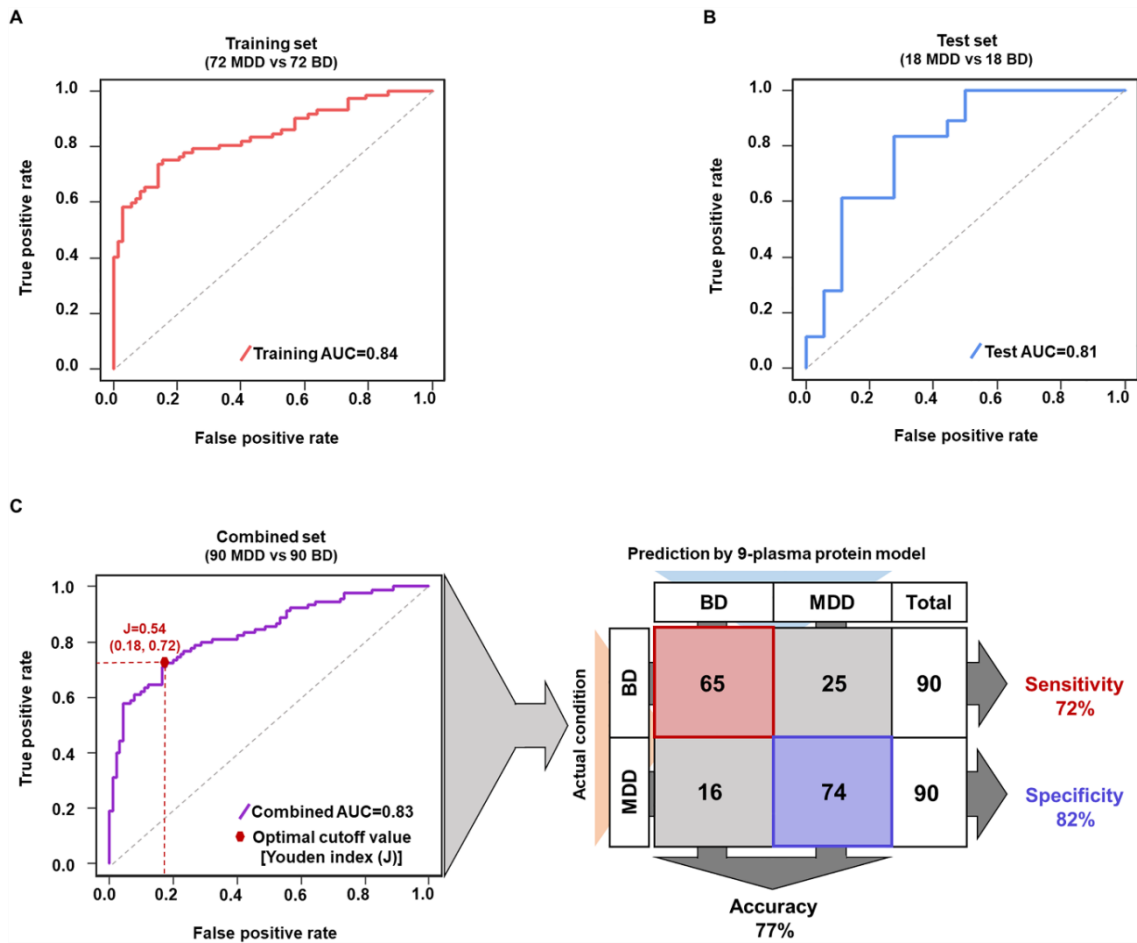 A
Training set
(72 MDD vs 72 BD)
True positive rate
1.0
0.8
0.6
0.4
0.2
0.0
Training AUC=0.84
0.0 0.2 0.4 0.6 0.8 1.0
False positive rate
B
Test set
(18 MDD vs 18 BD)
True positive rate
1.0
0.8
0.6
0.4
0.2
0.0
Test AUC=0.81
0.0 0.2 0.4 0.6 0.8 1.0
False positive rate
C
Combined set
(90 MDD vs 90 BD)
True positive rate
1.0
0.8
0.6
0.4
0.2
0.0
J=0.54
(0.18, 0.72)
Combined AUC=0.83
Optimal cutoff value
[Youden index (J)]
0.0 0.2 0.4 0.6 0.8 1.0
False positive rate
Prediction by 9-plasma protein model
BD MDD Total
Actual condition
BD 65 25 90
Sensitivity
72%
MDD 16 74 90
Specificity
82%
Accuracy
77%